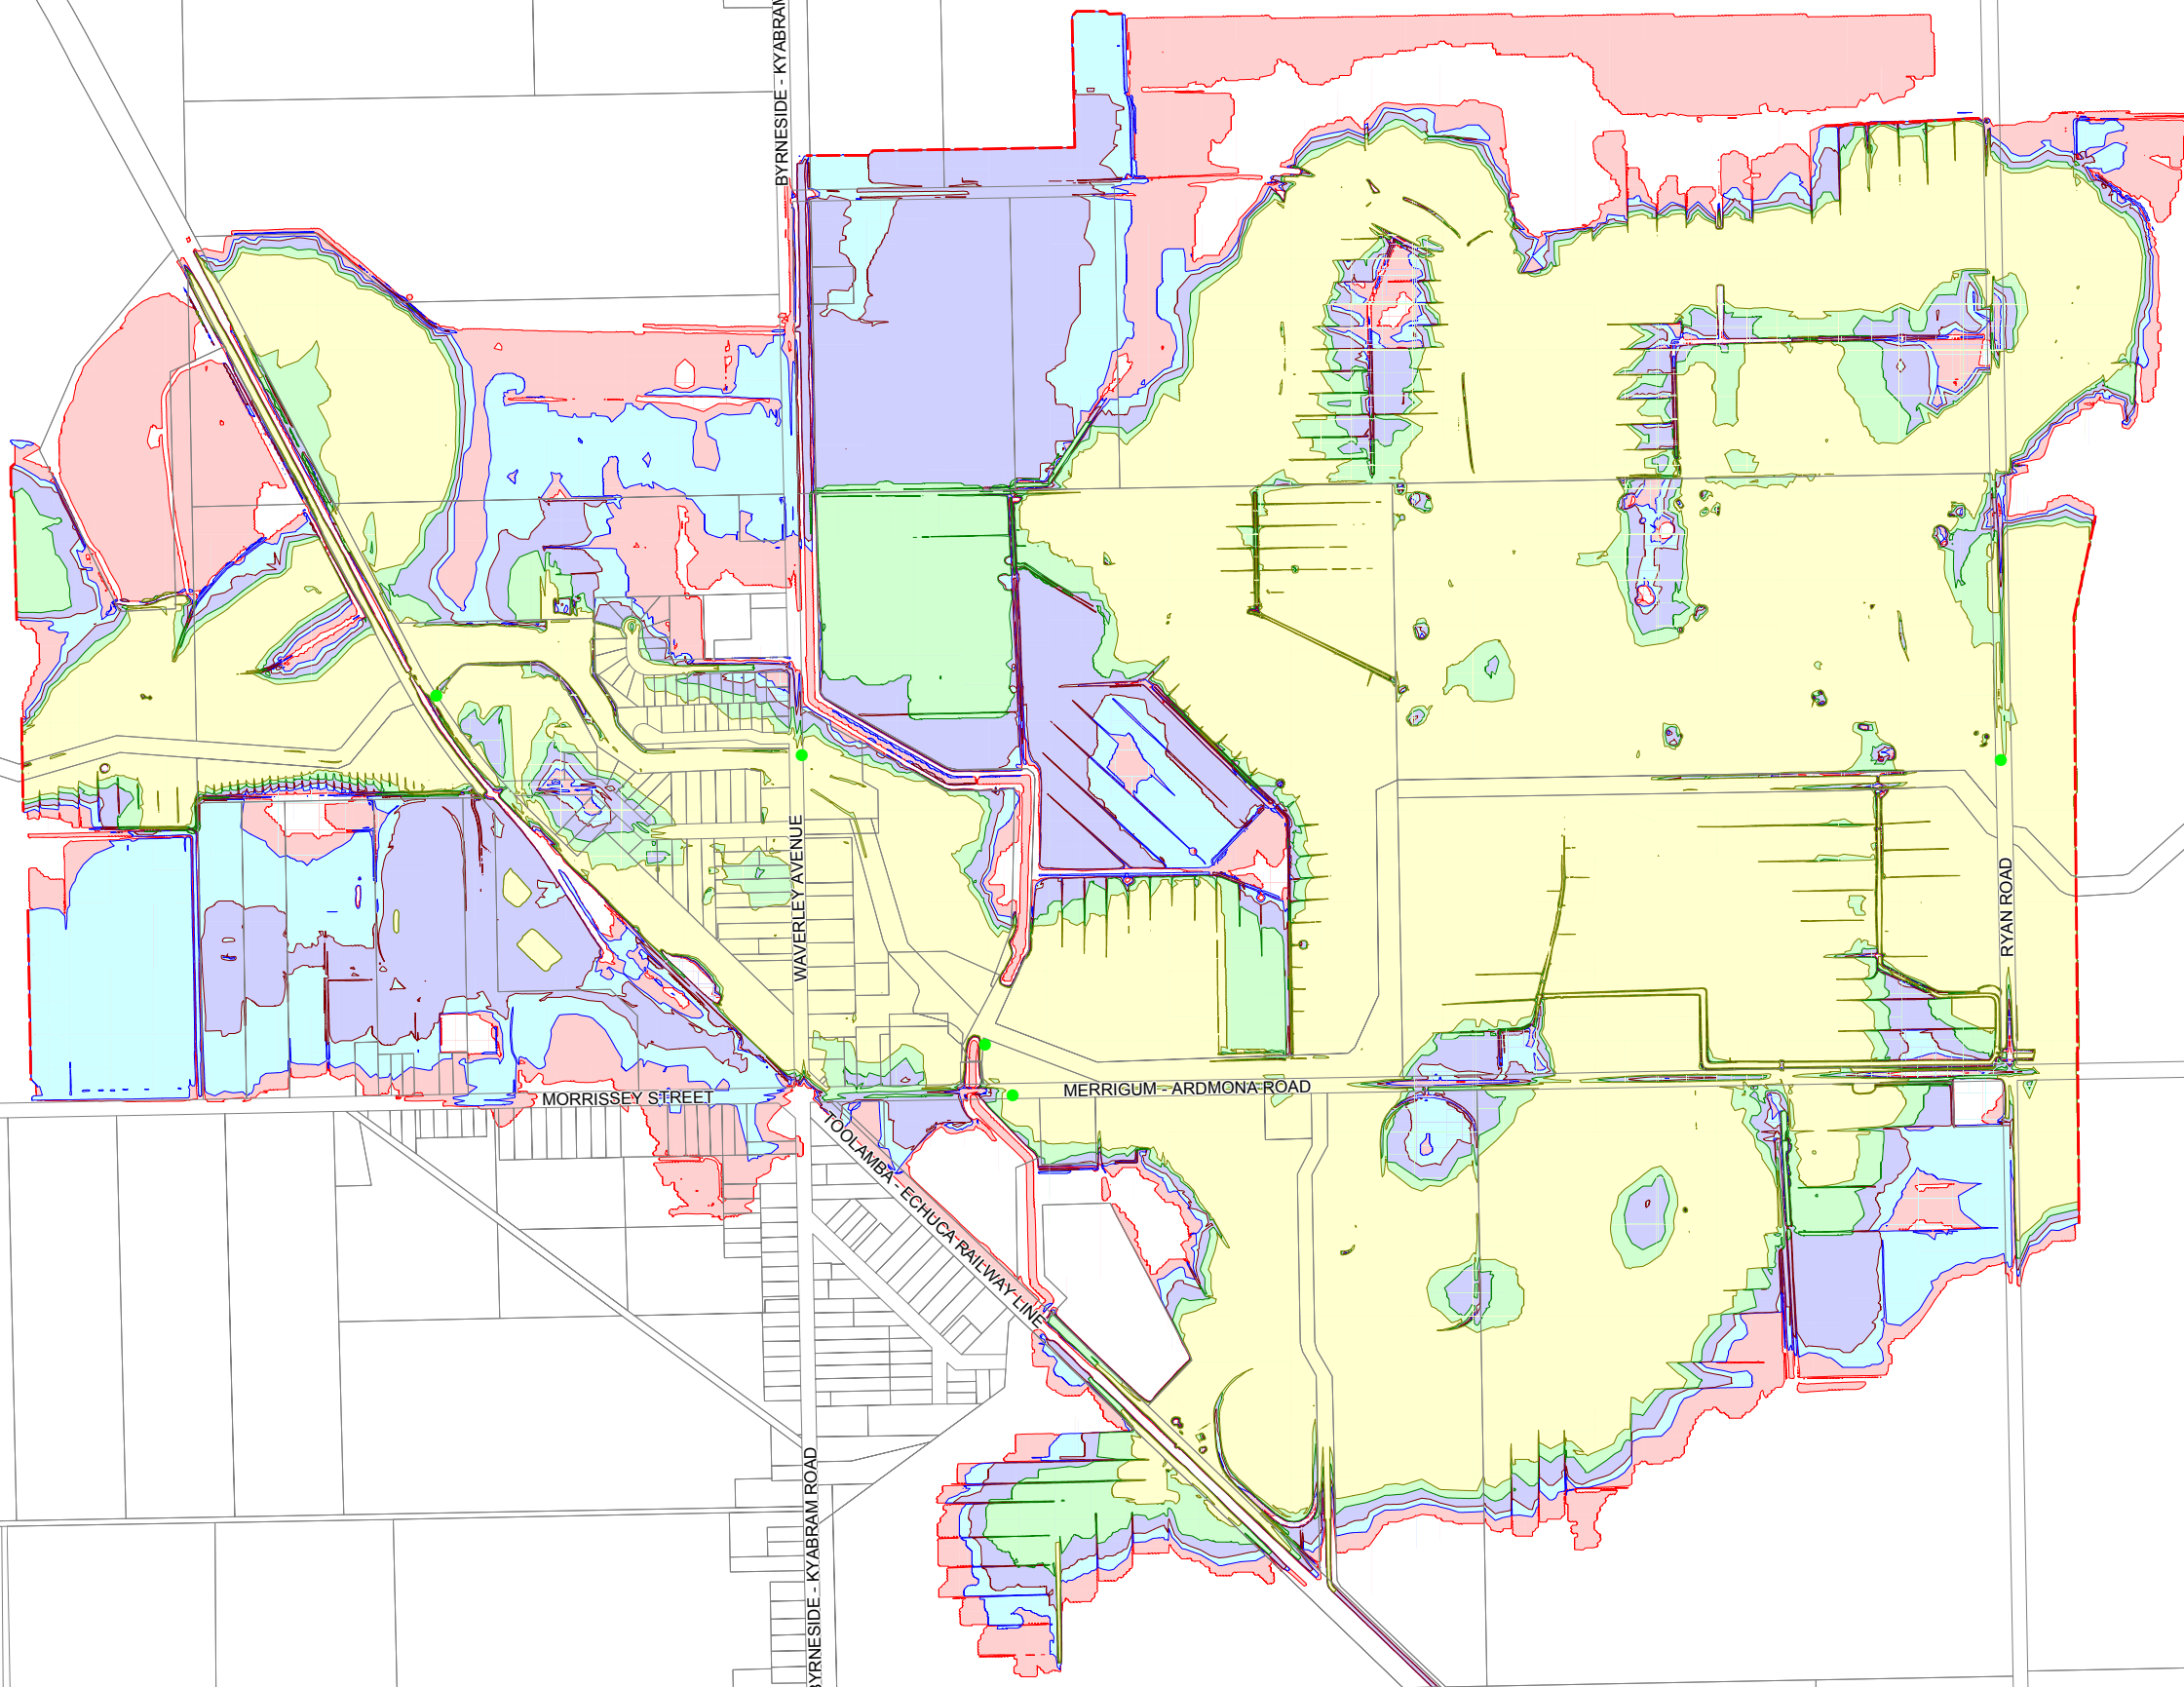 BYRNESIDE - KYABRAM
WAVERLEY AVENUE
RYAN ROAD
MORRISSEY STREET
MERRIGUM - ARDMONA ROAD
TOOLAMBA - ECHUCA RAILWAY LINE
BYRNESIDE - KYABRAM ROAD